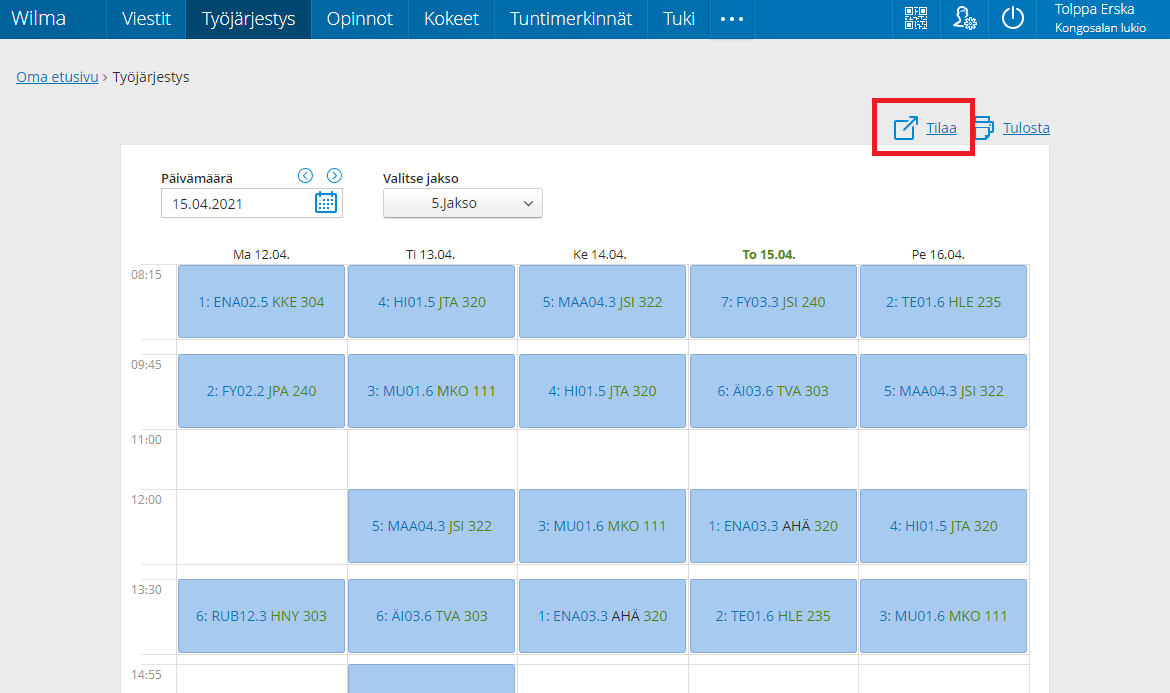 Wilma Viestit Työjärjestys Opinnot Kokeet Tuntimerkinnät Tuki Tolppa Erska
Kongosalan lukio
Oma etusivu › Työjärjestys
Tilaa Tulosta
Päivämäärä Valitse jakso
15.04.2021 5.Jakso
Ma 12.04. Ti 13.04. Ke 14.04. To 15.04. Pe 16.04.
08:15
1: ENA02.5 KKE 304 4: HI01.5 JTA 320 5: MAA04.3 JSI 322 7: FY03.3 JSI 240 2: TE01.6 HLE 235
09:45
2: FY02.2 JPA 240 3: MU01.6 MKO 111 4: HI01.5 JTA 320 6: ÄI03.6 TVA 303 5: MAA04.3 JSI 322
11:00
12:00
5: MAA04.3 JSI 322 3: MU01.6 MKO 111 1: ENA03.3 AHÄ 320 4: HI01.5 JTA 320
13:30
6: RUB12.3 HNY 303 6: ÄI03.6 TVA 303 1: ENA03.3 AHÄ 320 2: TE01.6 HLE 235 3: MU01.6 MKO 111
14:55